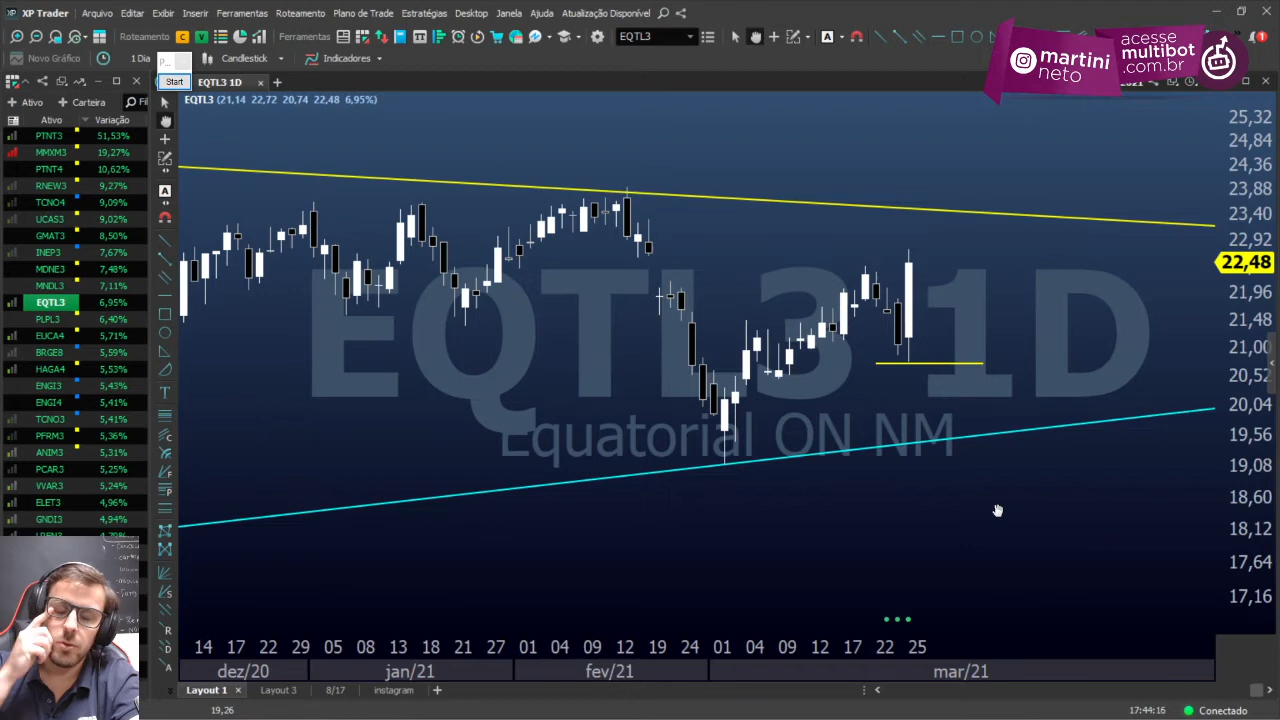 XP Trader Arquivo Editar Exibir Inserir Ferramentas Roteamento Plano de Trade Estratégias Desktop Janela Ajuda Atualização Disponível
Roteamento C V Ferramentas EQTL3
Novo Gráfico 1 Dia P... Candlestick Indicadores
martini
neto
acesse
multibot
.com.br
Start
EQTL3 1D
Ativo Carteira Fil
EQTL3 (21,14 22,72 20,74 22,48 6,95%)
Ativo Variação
PTNT3 51,53%
MMXM3 19,27%
PTNT4 10,62%
RNEW3 9,27%
TCNO4 9,09%
UCAS3 9,02%
GMAT3 8,50%
INEP3 7,67%
MDNE3 7,48%
MNDL3 7,11%
EQTL3 6,95%
PLPL3 6,40%
EUCA4 5,71%
BRGE8 5,59%
HAGA4 5,53%
ENGI3 5,43%
ENGI4 5,41%
TCNO3 5,41%
PFRM3 5,36%
ANIM3 5,31%
PCAR3 5,25%
VVAR3 5,24%
ELET3 4,96%
GNDI3 4,94%
EQTL3 1D
Equatorial ON NM
25,32
24,84
24,36
23,88
23,40
22,92
22,48
21,96
21,48
21,00
20,52
20,04
19,56
19,08
18,60
18,12
17,64
17,16
14 17 22 28 05 08 13 18 21 27 01 04 09 12 19 24 01 04 09 12 17 22 25
dez/20 jan/21 fev/21 mar/21
Layout 1 Layout 3 8/17 instagram
19,26 17:44:16 Conectado